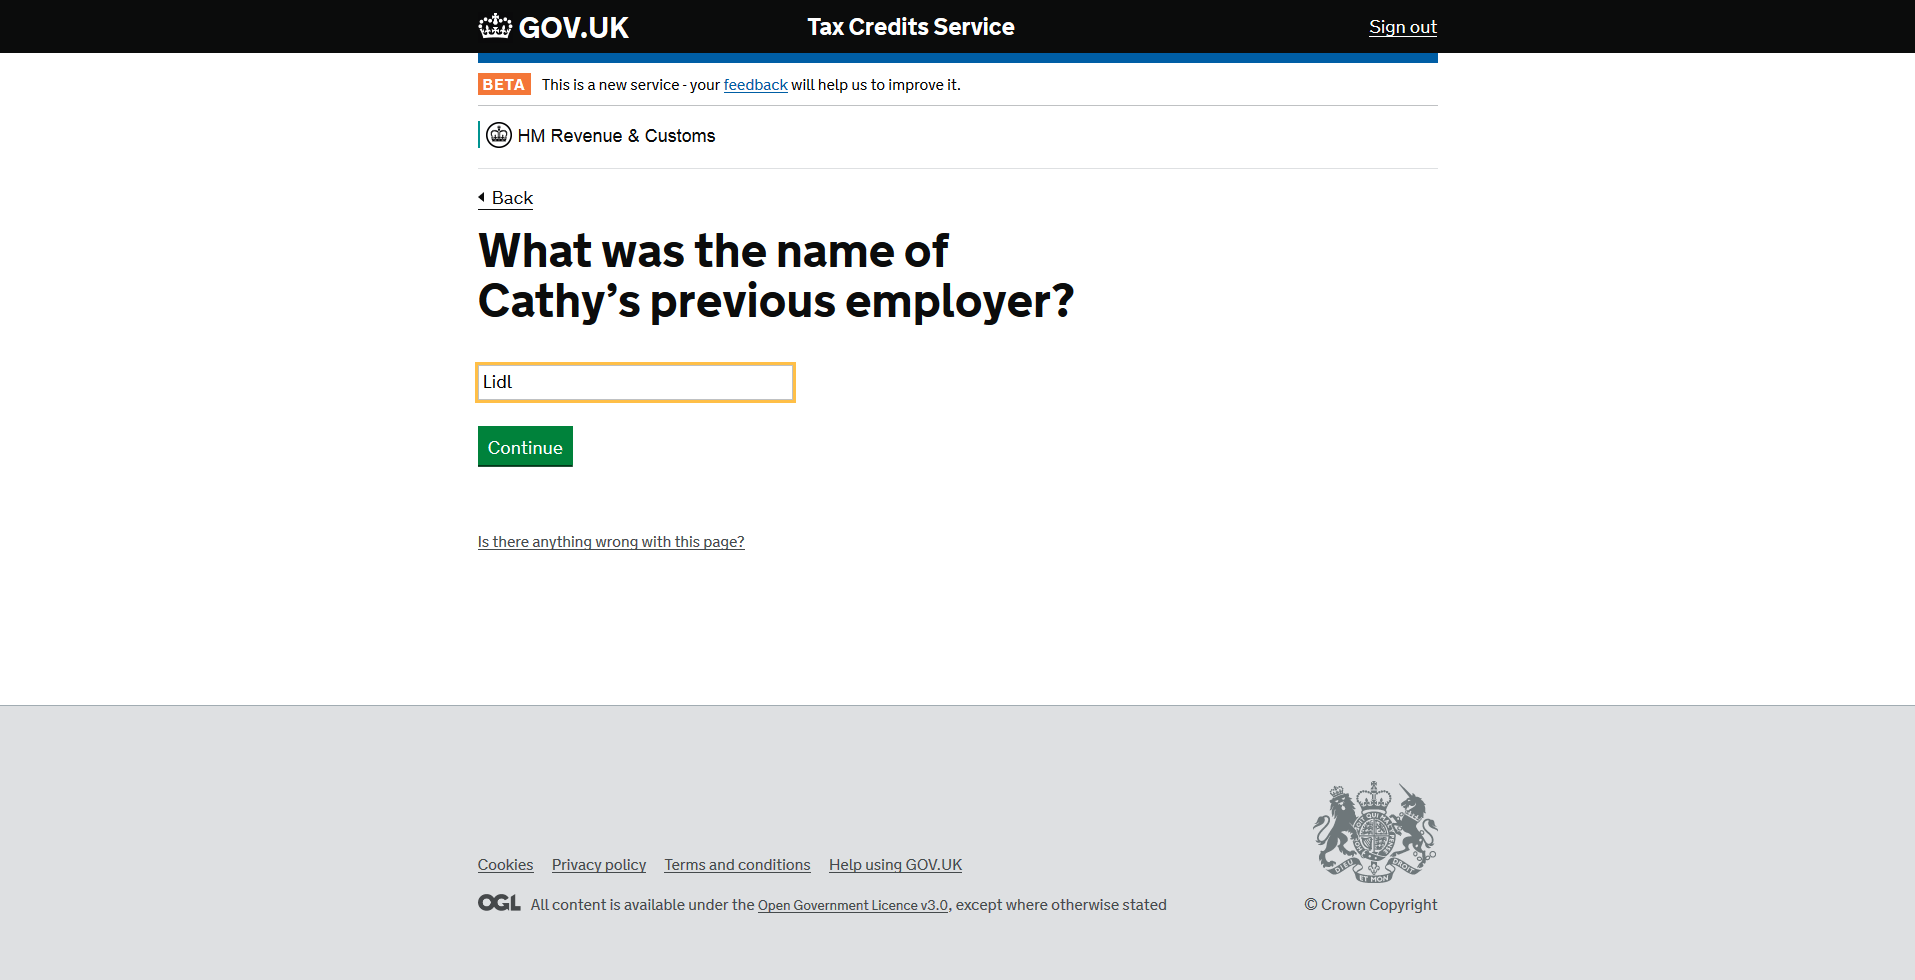 GOV.UK
Tax Credits Service
Sign out
BETA This is a new service - your feedback will help us to improve it.
HM Revenue & Customs
Back
What was the name of
Cathy’s previous employer?
Lidl
Continue
Is there anything wrong with this page?
Cookies Privacy policy Terms and conditions Help using GOV.UK
OGL All content is available under the Open Government Licence v3.0, except where otherwise stated
© Crown Copyright